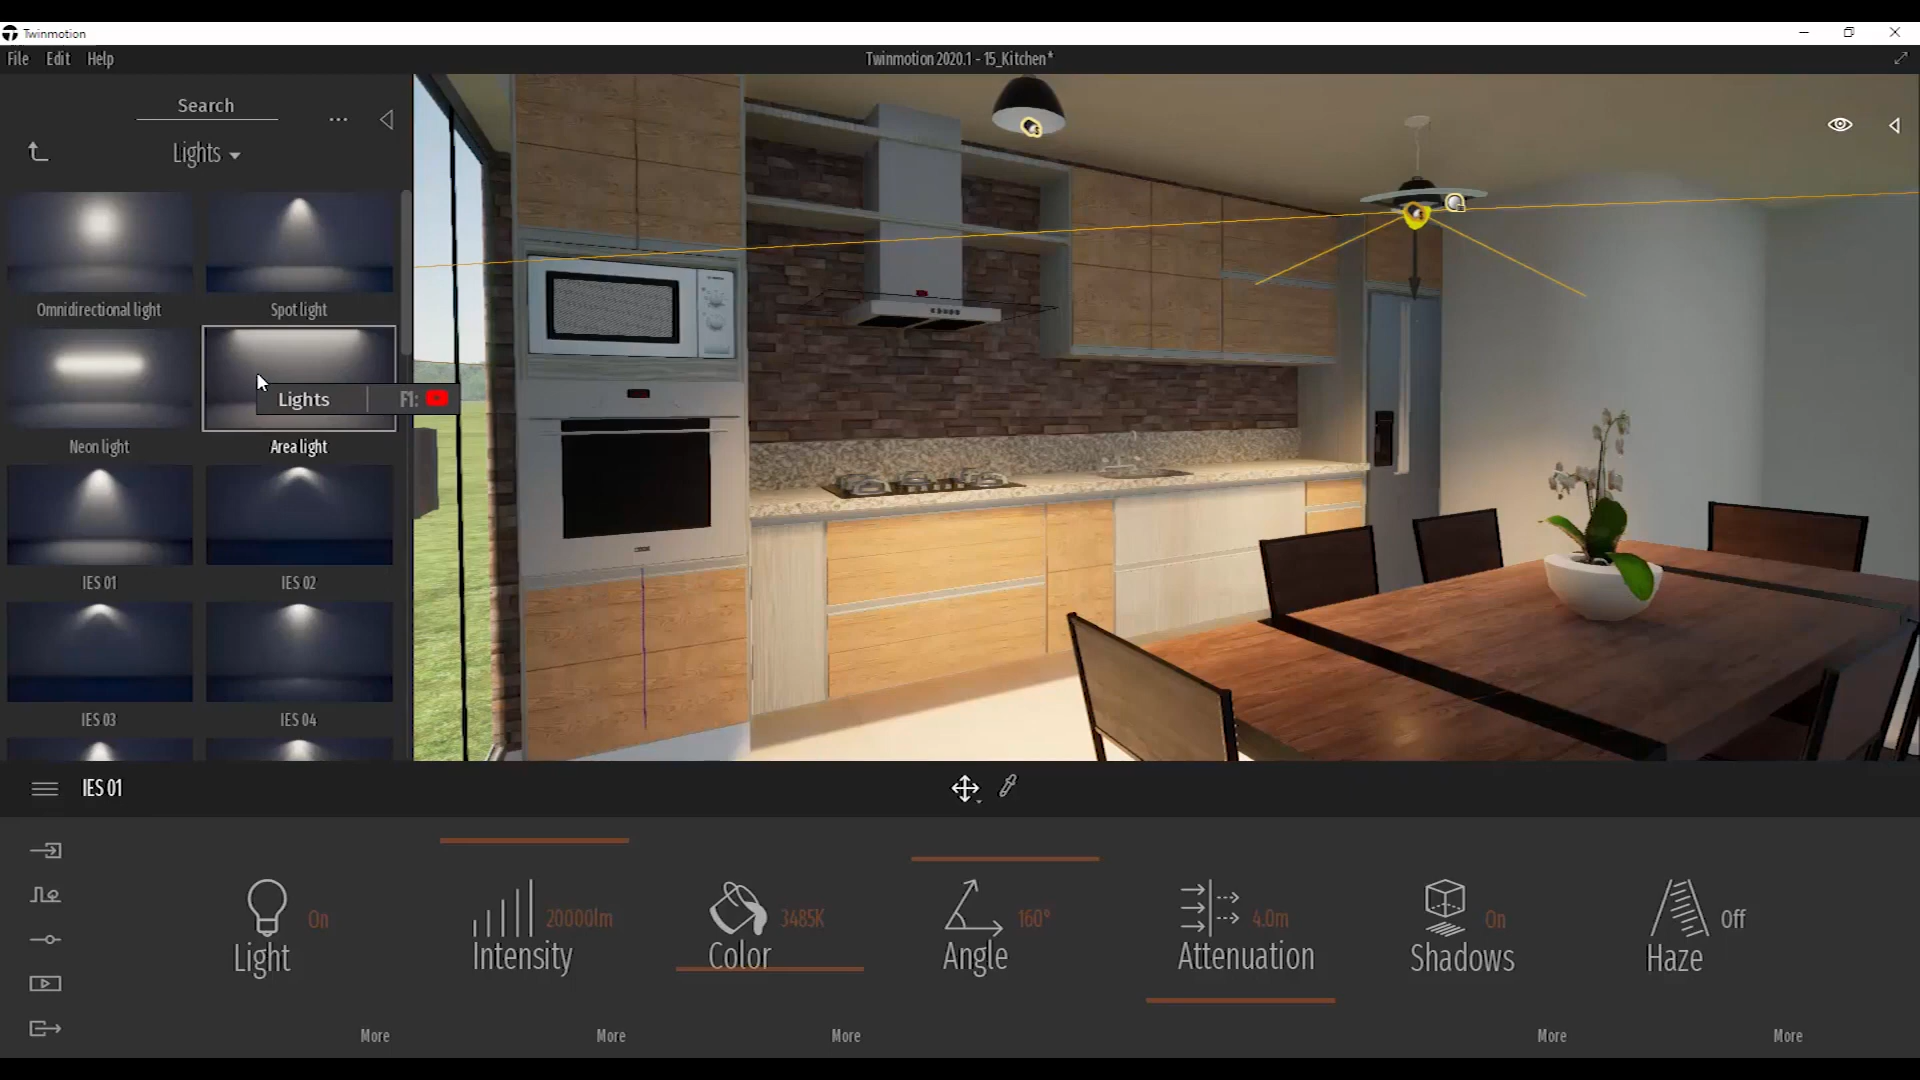 Twinmotion
File Edit Help
Twinmotion 2020.1 - 15_Kitchen*
Search
...
Lights
Omnidirectional light
Spot light
Lights
F1:
Neon light
Area light
IES 01
IES 02
IES 03
IES 04
IES 01
On
Light
More
20000lm
Intensity
More
3485K
Color
More
160°
Angle
4.0m
Attenuation
On
Shadows
More
Off
Haze
More